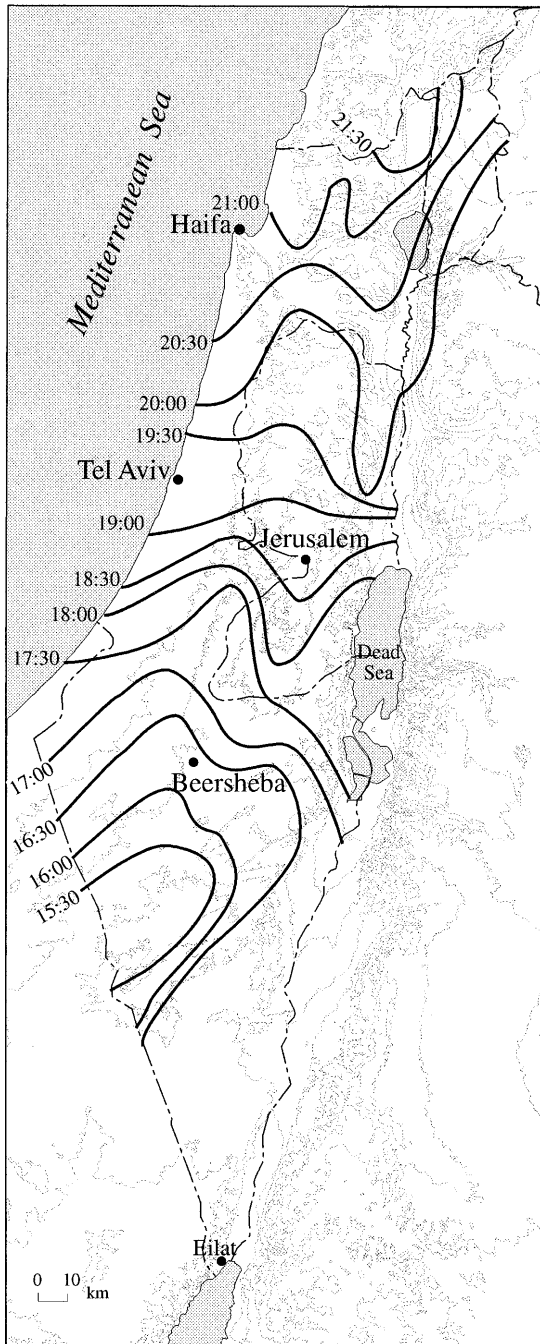 Mediterranean Sea
21:30
21:00
Haifa
20:30
20:00
19:30
Tel Aviv
19:00
Jerusalem
18:30
18:00
17:30
Dead
Sea
17:00
Beersheba
16:30
16:00
15:30
Eilat
0 10
km